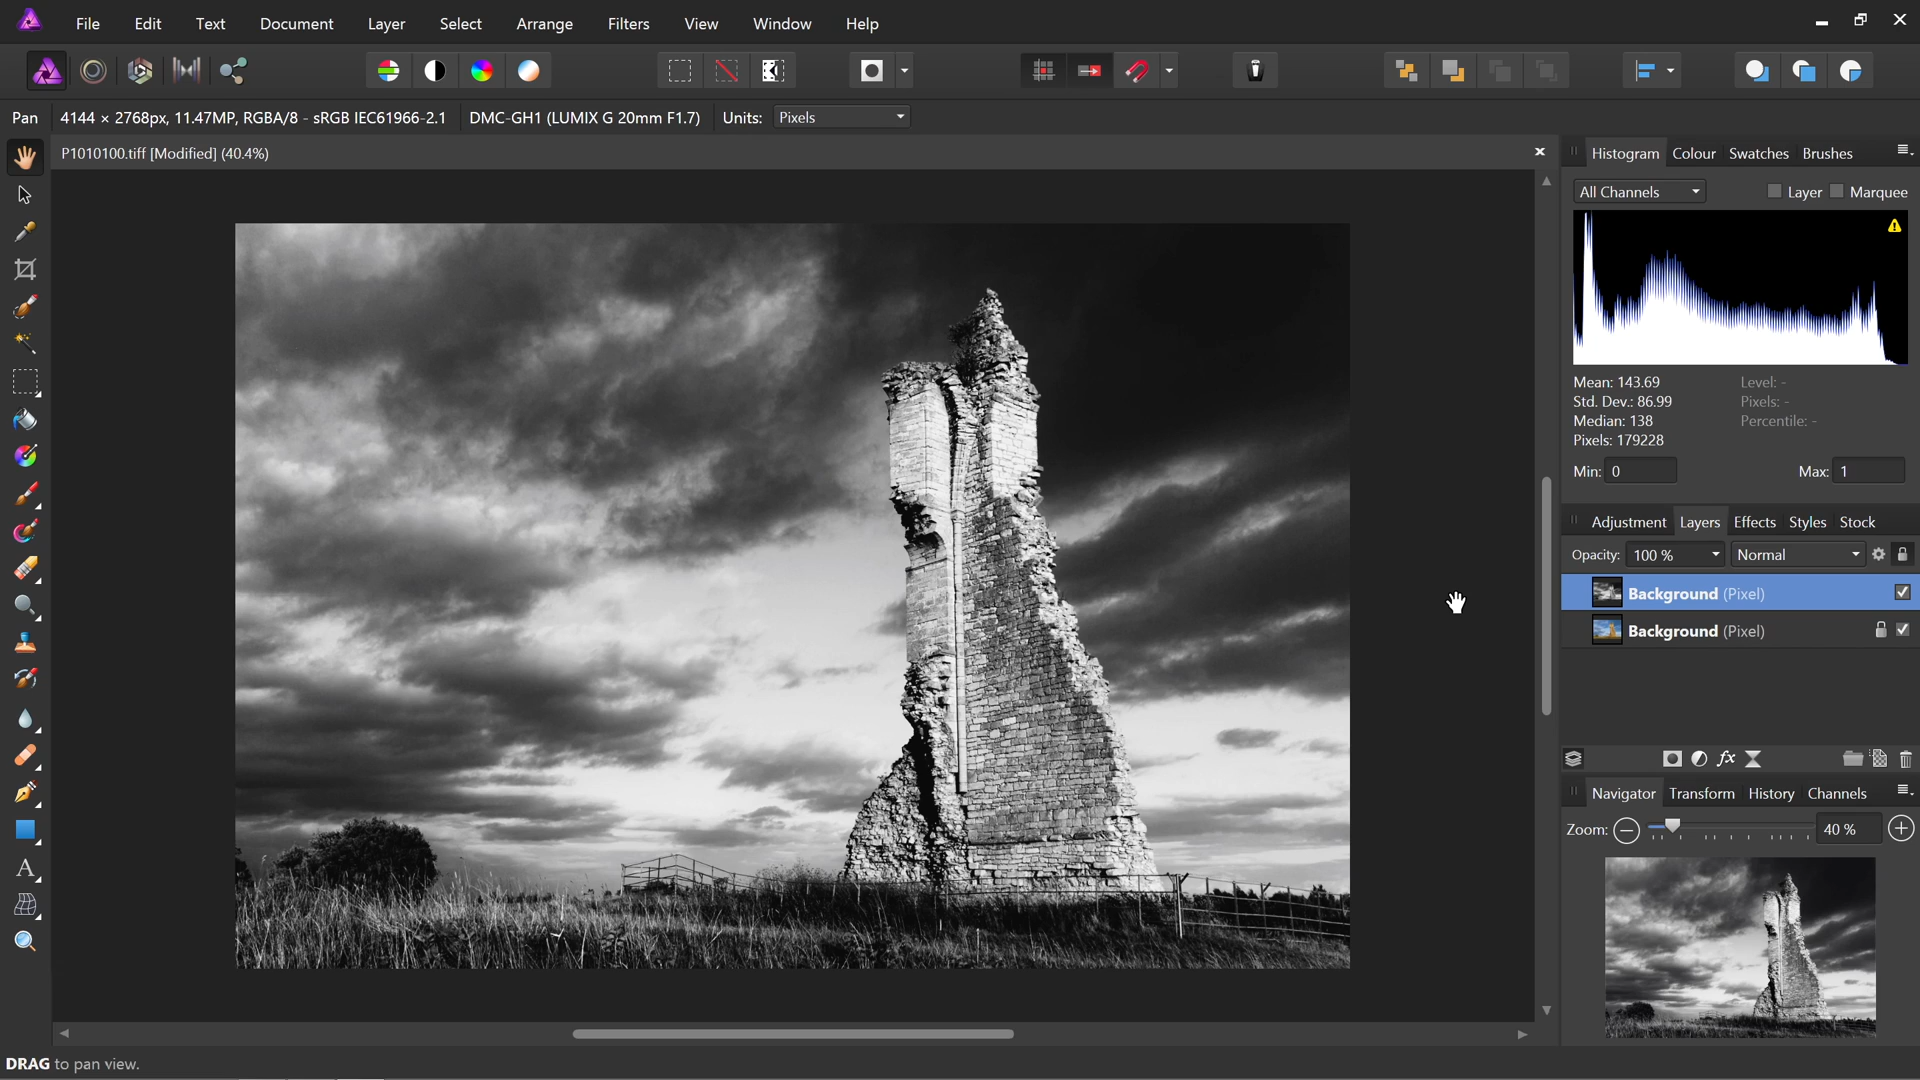 File Edit Text Document Layer Select Arrange Filters View Window Help
Pan 4144 × 2768px, 11.47MP, RGBA/8 - sRGB IEC61966-2.1 DMC-GH1 (LUMIX G 20mm F1.7) Units: Pixels
P1010100.tiff [Modified] (40.4%)
Histogram Colour Swatches Brushes
All Channels Layer Marquee
Mean: 143.69 Level: -
Std. Dev.: 86.99 Pixels: -
Median: 138 Percentile: -
Pixels: 179228
Min: 0 Max: 1
Adjustment Layers Effects Styles Stock
Opacity: 100 % Normal
Background (Pixel)
Background (Pixel)
fx
Navigator Transform History Channels
Zoom: 40 %
A
DRAG to pan view.